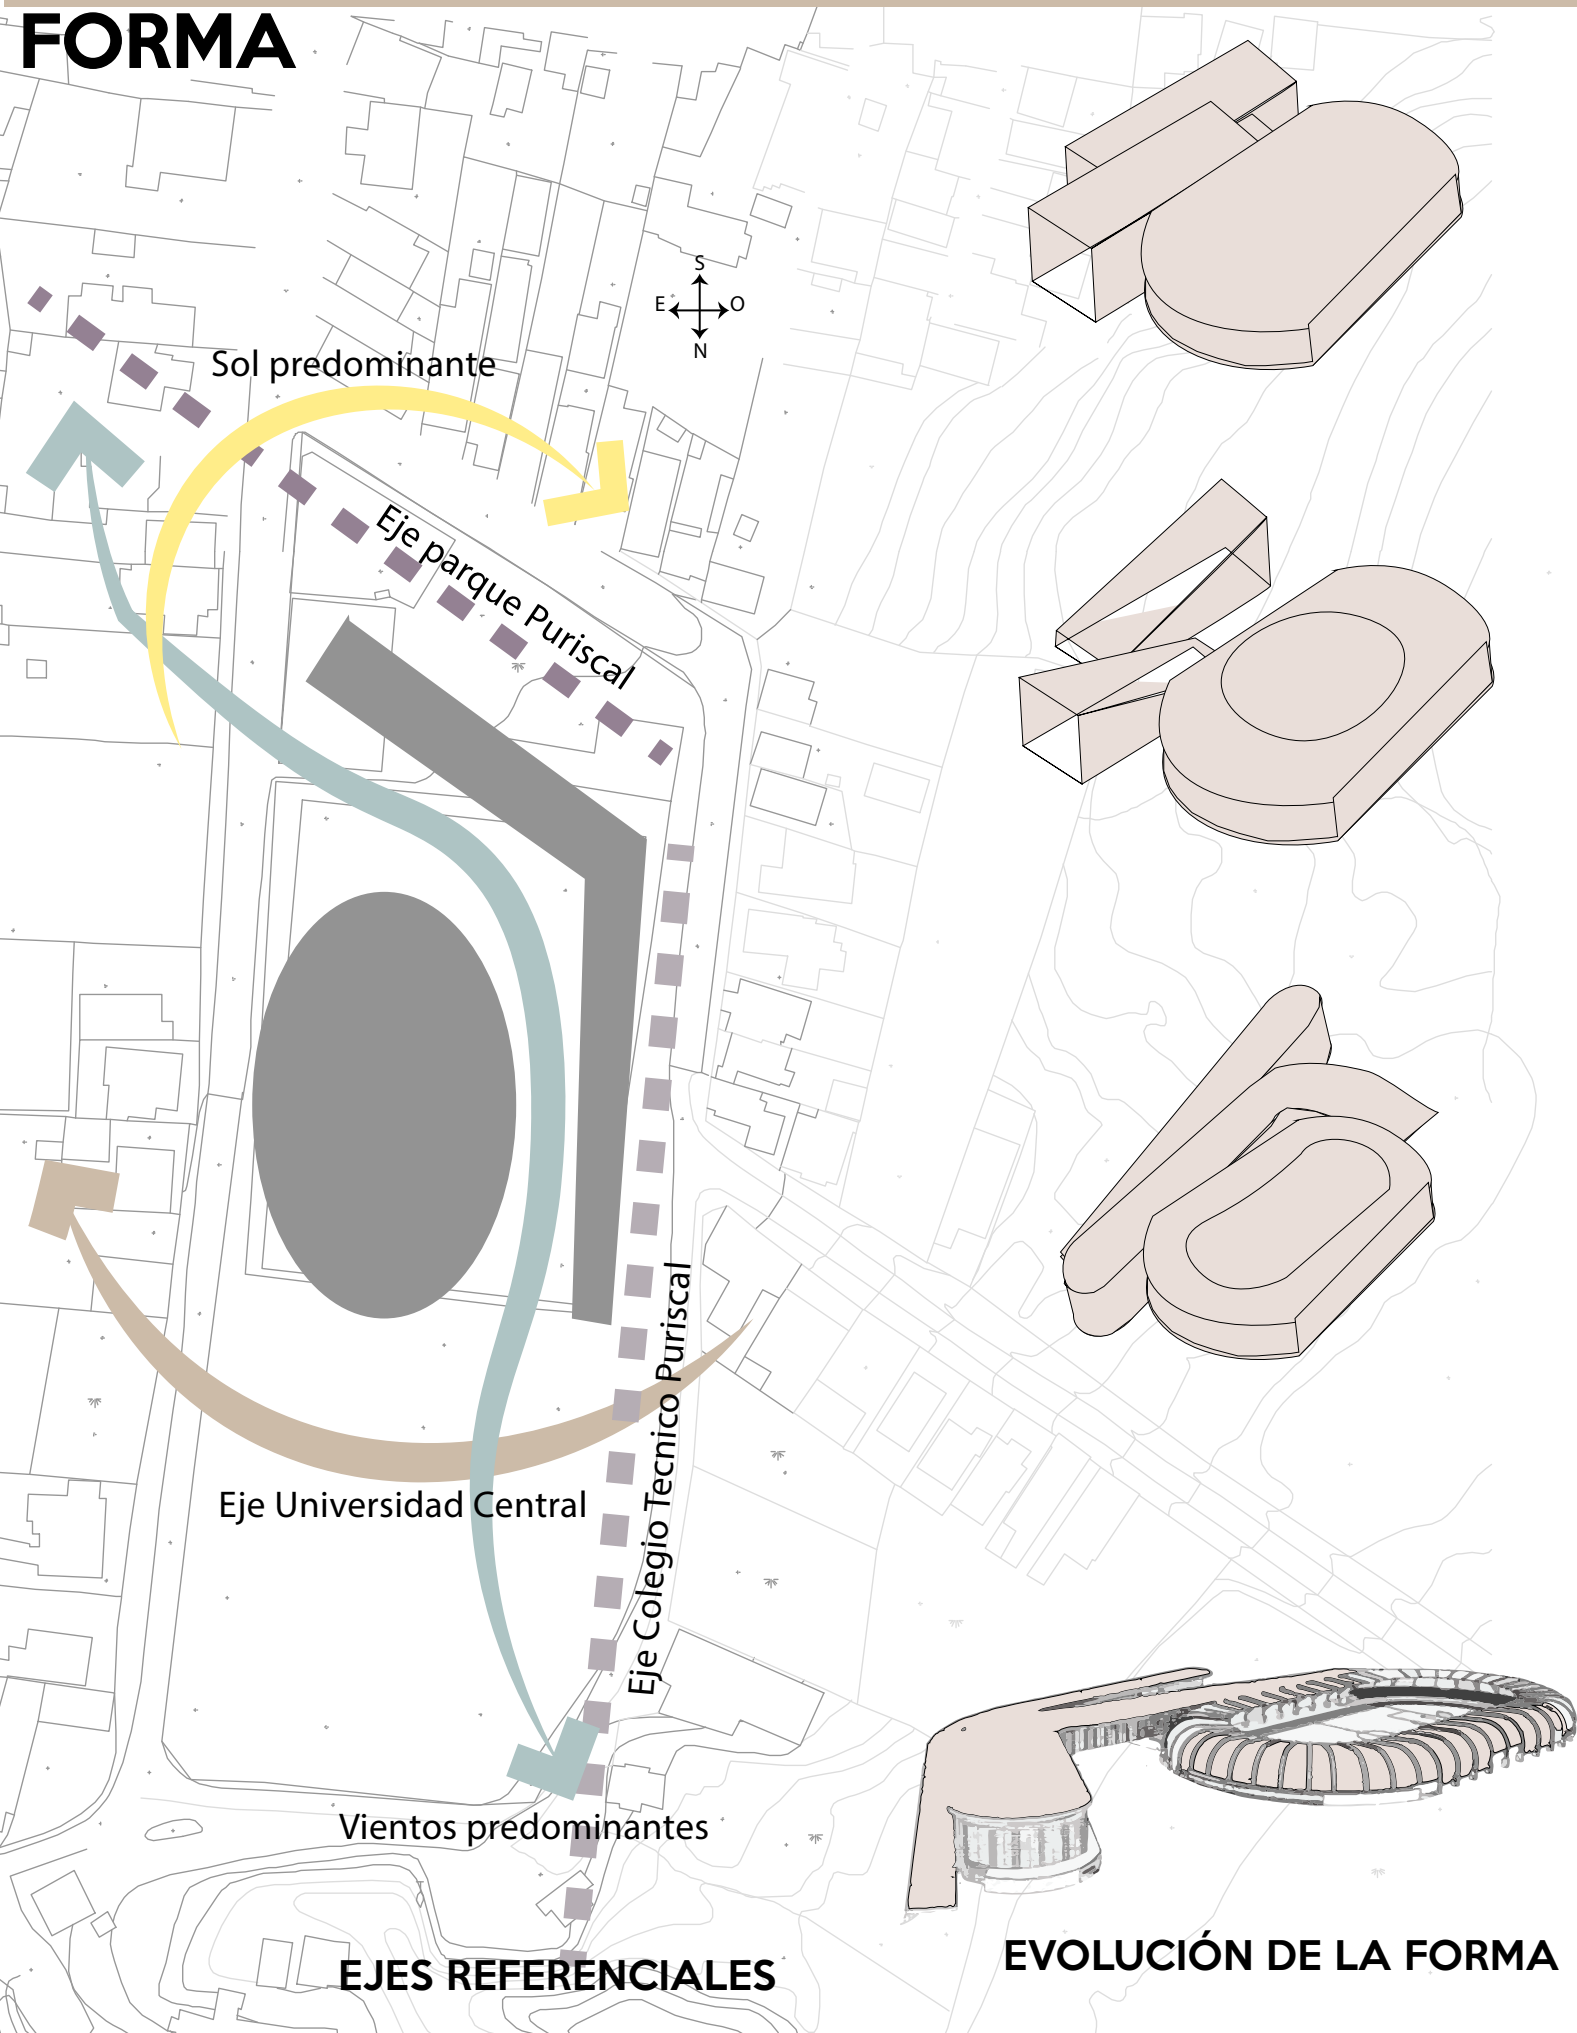 FORMA
S
E O
N
Sol predominante
Eje parque Puriscal
Eje Colegio Tecnico Puriscal
Eje Universidad Central
Vientos predominantes
EJES REFERENCIALES
EVOLUCIÓN DE LA FORMA